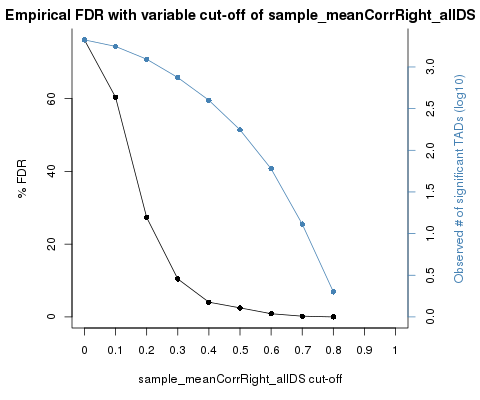 Empirical FDR with variable cut-off of sample_meanCorrRight_allDS
% FDR
60
40
20
0
3.0
2.5
2.0
1.5
1.0
0.5
0.0
Observed # of significant TADs (log10)
0 0.1 0.2 0.3 0.4 0.5 0.6 0.7 0.8 0.9 1
sample_meanCorrRight_allDS cut-off